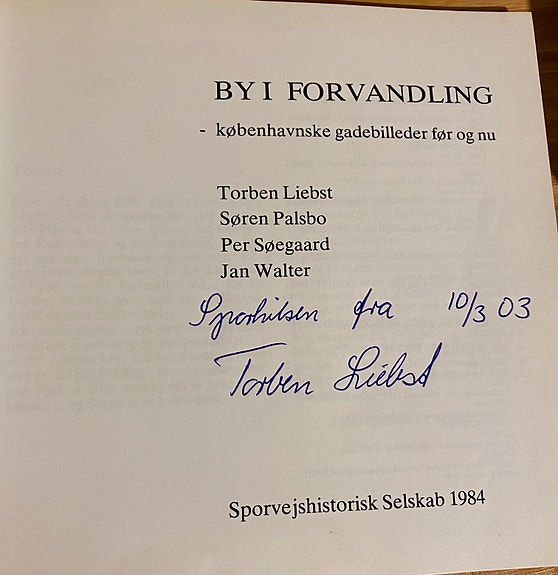 BY I FORVANDLING
- københavnske gadebilleder før og nu
Torben Liebst
Søren Palsbo
Per Søegaard
Jan Walter
Sporhilsen fra 10/3 03
Torben Liebst
Sporvejshistorisk Selskab 1984